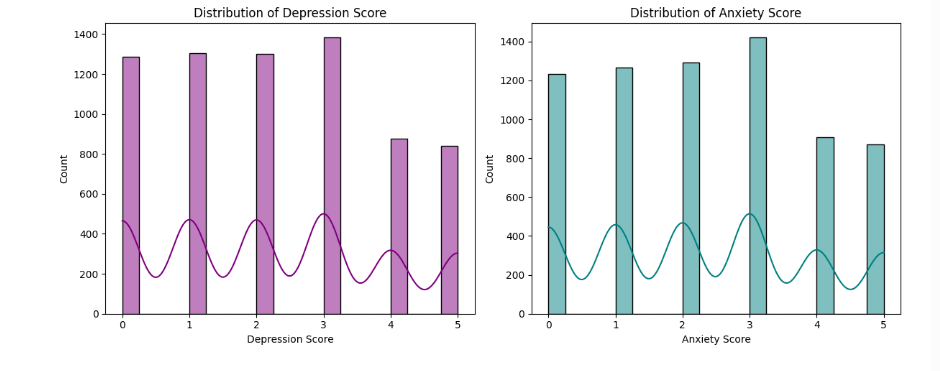 Distribution of Depression Score
1400
1200
1000
800
600
400
200
0
Count
0 1 2 3 4 5
Depression Score
Distribution of Anxiety Score
1400
1200
1000
800
600
400
200
0
Count
0 1 2 3 4 5
Anxiety Score